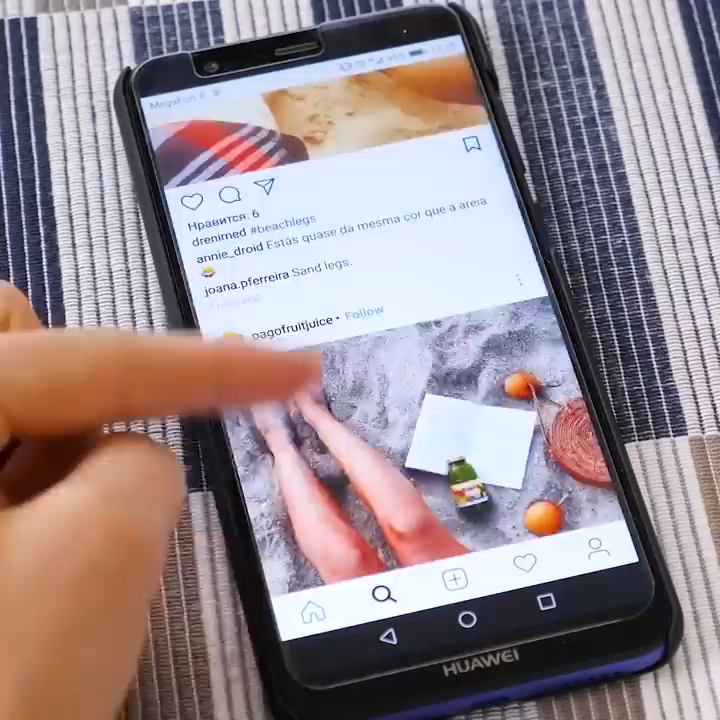 MegaFon
Нравится: 6
drenimed #beachlegs
annie_droid Estás quase da mesma cor que a areia
joana.pferreira Sand legs.
pagofruitjuice • Follow
HUAWEI